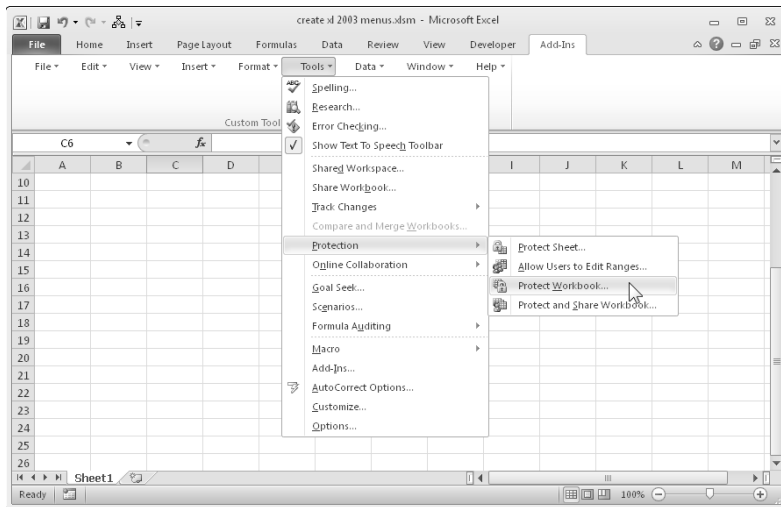 create xl 2003 menus.xlsm - Microsoft Excel
File Home Insert Page Layout Formulas Data Review View Developer Add-Ins
File Edit View Insert Format Tools Data Window Help
Custom Tool
C6 fx
A B C D I J K L M
Spelling...
Research...
Error Checking...
Show Text To Speech Toolbar
Shared Workspace...
Share Workbook...
Track Changes
Compare and Merge Workbooks...
Protection
Online Collaboration
Goal Seek...
Scenarios...
Formula Auditing
Macro
Add-Ins...
AutoCorrect Options...
Customize...
Options...
Protect Sheet...
Allow Users to Edit Ranges...
Protect Workbook...
Protect and Share Workbook...
10
11
12
13
14
15
16
17
18
19
20
21
22
23
24
25
26
Sheet1
Ready 100%